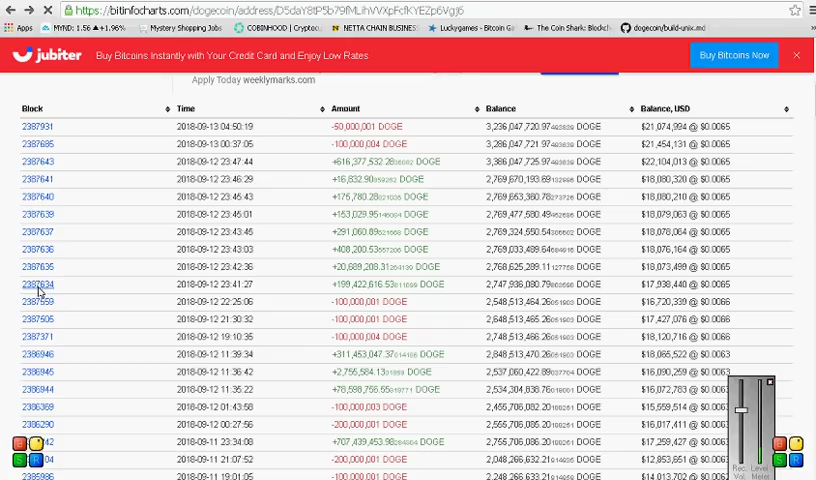 https://bitinfocharts.com/dogecoin/address/D5daY8tP5b79fMLihVVXpFcfKYEZp6Vgj6
Apps MYND: 1.56 ▲+1.96% Mystery Shopping Jobs COBINHOOD | Cryptoc NETTA CHAIN BUSINES Luckygames - Bitcoin Ga The Coin Shark: Blockch dogecoin/build-unix.md
jubiter Buy Bitcoins Instantly with Your Credit Card and Enjoy Low Rates Buy Bitcoins Now ×
Apply Today weeklymarks.com
Block Time Amount Balance Balance, USD
2387931 2018-09-13 04:50:19 -50,000,001 DOGE 3,236,047,720.97 DOGE $21,074,994 @ $0.0065
2387685 2018-09-13 00:37:05 -100,000,004 DOGE 3,286,047,721.97 DOGE $21,454,131 @ $0.0065
2387643 2018-09-12 23:47:44 +616,377,532.28 DOGE 3,386,047,725.97 DOGE $22,104,013 @ $0.0065
2387641 2018-09-12 23:46:29 +16,832.90 DOGE 2,769,670,193.69 DOGE $18,080,320 @ $0.0065
2387640 2018-09-12 23:45:43 +175,780.28 DOGE 2,769,653,360.78 DOGE $18,080,210 @ $0.0065
2387639 2018-09-12 23:45:01 +153,029.95 DOGE 2,769,477,580.49 DOGE $18,079,063 @ $0.0065
2387637 2018-09-12 23:43:45 +291,060.89 DOGE 2,769,324,550.54 DOGE $18,078,064 @ $0.0065
2387636 2018-09-12 23:43:03 +408,200.53 DOGE 2,769,033,489.64 DOGE $18,076,164 @ $0.0065
2387635 2018-09-12 23:42:36 +20,689,208.31 DOGE 2,768,625,289.11 DOGE $18,073,499 @ $0.0065
2387634 2018-09-12 23:41:27 +199,422,616.53 DOGE 2,747,936,080.79 DOGE $17,938,440 @ $0.0065
2387559 2018-09-12 22:25:06 -100,000,001 DOGE 2,548,513,464.26 DOGE $16,720,339 @ $0.0066
2387505 2018-09-12 21:30:32 -100,000,001 DOGE 2,648,513,465.26 DOGE $17,427,076 @ $0.0066
2387371 2018-09-12 19:10:35 -100,000,004 DOGE 2,748,513,466.26 DOGE $18,120,716 @ $0.0066
2386946 2018-09-12 11:39:34 +311,453,047.37 DOGE 2,848,513,470.26 DOGE $18,065,522 @ $0.0063
2386945 2018-09-12 11:36:42 +2,755,584.13 DOGE 2,537,060,422.89 DOGE $16,090,259 @ $0.0063
2386944 2018-09-12 11:35:22 +78,598,756.55 DOGE 2,534,304,838.76 DOGE $16,072,783 @ $0.0063
2386369 2018-09-12 01:43:58 -100,000,003 DOGE 2,455,706,082.20 DOGE $15,559,514 @ $0.0063
2386290 2018-09-12 00:27:56 -100,000,001 DOGE 2,555,706,085.20 DOGE $16,017,411 @ $0.0063
42 2018-09-11 23:34:08 +707,439,453.98 DOGE 2,755,706,086.20 DOGE $17,259,427 @ $0.0063
04 2018-09-11 21:07:52 -200,000,001 DOGE 2,048,266,632.21 DOGE $12,853,651 @ $0.0063
2385986 2018-09-11 19:01:05 -100,000,001 DOGE 2,248,266,633.21 DOGE $14,013,702 @
B S R B S R
Rec. Vol. Level Meter